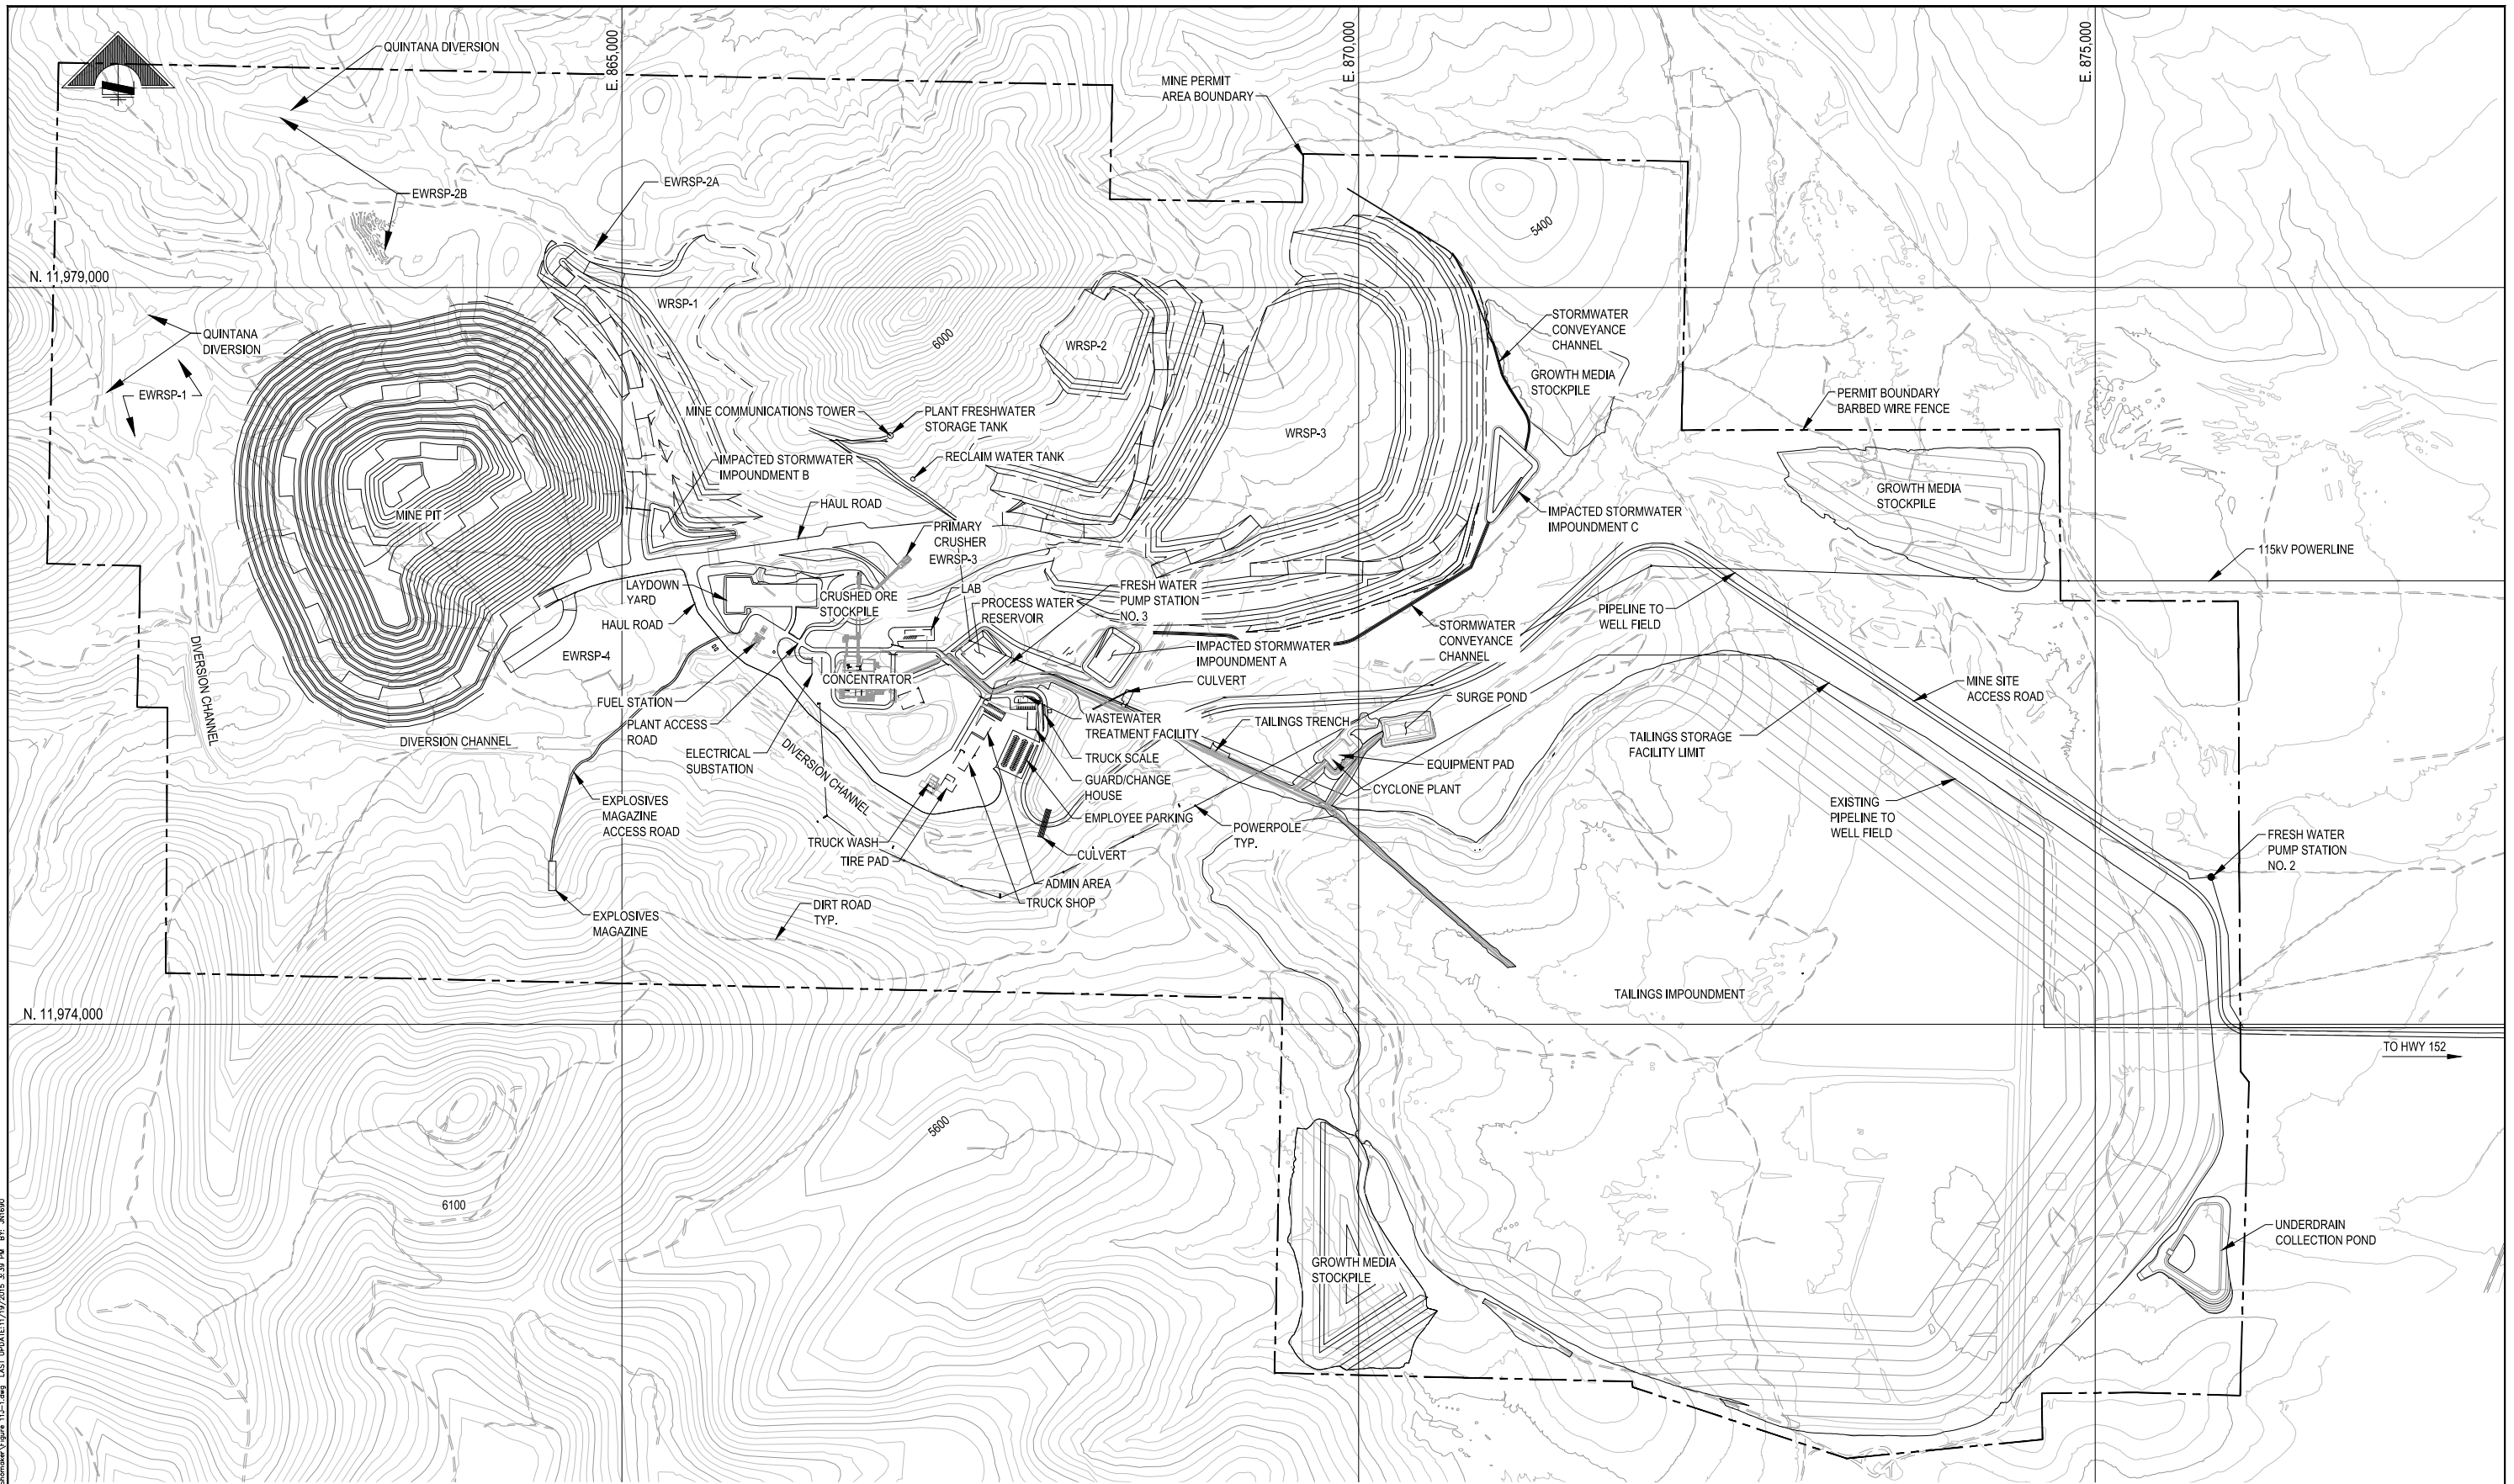 QUINTANA DIVERSION
E. 865,000
E. 870,000
E. 875,000
MINE PERMIT
AREA BOUNDARY
EWRSP-2B
EWRSP-2A
5400
N. 11,979,000
WRSP-1
QUINTANA
DIVERSION
6000
WRSP-2
STORMWATER
CONVEYANCE
CHANNEL
GROWTH MEDIA
STOCKPILE
EWRSP-1
PERMIT BOUNDARY
BARBED WIRE FENCE
MINE COMMUNICATIONS TOWER
PLANT FRESHWATER
STORAGE TANK
WRSP-3
IMPACTED STORMWATER
IMPOUNDMENT B
RECLAIM WATER TANK
GROWTH MEDIA
STOCKPILE
MINE PIT
HAUL ROAD
IMPACTED STORMWATER
IMPOUNDMENT C
PRIMARY
CRUSHER
EWRSP-3
115kV POWERLINE
LAYDOWN
YARD
CRUSHED ORE
STOCKPILE
LAB
PROCESS WATER
RESERVOIR
FRESH WATER
PUMP STATION
NO. 3
PIPELINE TO
WELL FIELD
HAUL ROAD
STORMWATER
CONVEYANCE
CHANNEL
DIVERSION CHANNEL
EWRSP-4
IMPACTED STORMWATER
IMPOUNDMENT A
CONCENTRATOR
CULVERT
MINE SITE
ACCESS ROAD
FUEL STATION
SURGE POND
PLANT ACCESS
ROAD
WASTEWATER
TREATMENT FACILITY
TAILINGS TRENCH
TAILINGS STORAGE
FACILITY LIMIT
DIVERSION CHANNEL
ELECTRICAL
SUBSTATION
DIVERSION CHANNEL
TRUCK SCALE
EQUIPMENT PAD
GUARD/CHANGE
HOUSE
CYCLONE PLANT
EXPLOSIVES
MAGAZINE
ACCESS ROAD
EMPLOYEE PARKING
POWERPOLE
TYP.
EXISTING
PIPELINE TO
WELL FIELD
TRUCK WASH
TIRE PAD
CULVERT
FRESH WATER
PUMP STATION
NO. 2
ADMIN AREA
TRUCK SHOP
EXPLOSIVES
MAGAZINE
DIRT ROAD
TYP.
TAILINGS IMPOUNDMENT
N. 11,974,000
TO HWY 152
5600
6100
UNDERDRAIN
COLLECTION POND
GROWTH MEDIA
STOCKPILE
LAST UPDATE: 11/19/2015 3:39 PM